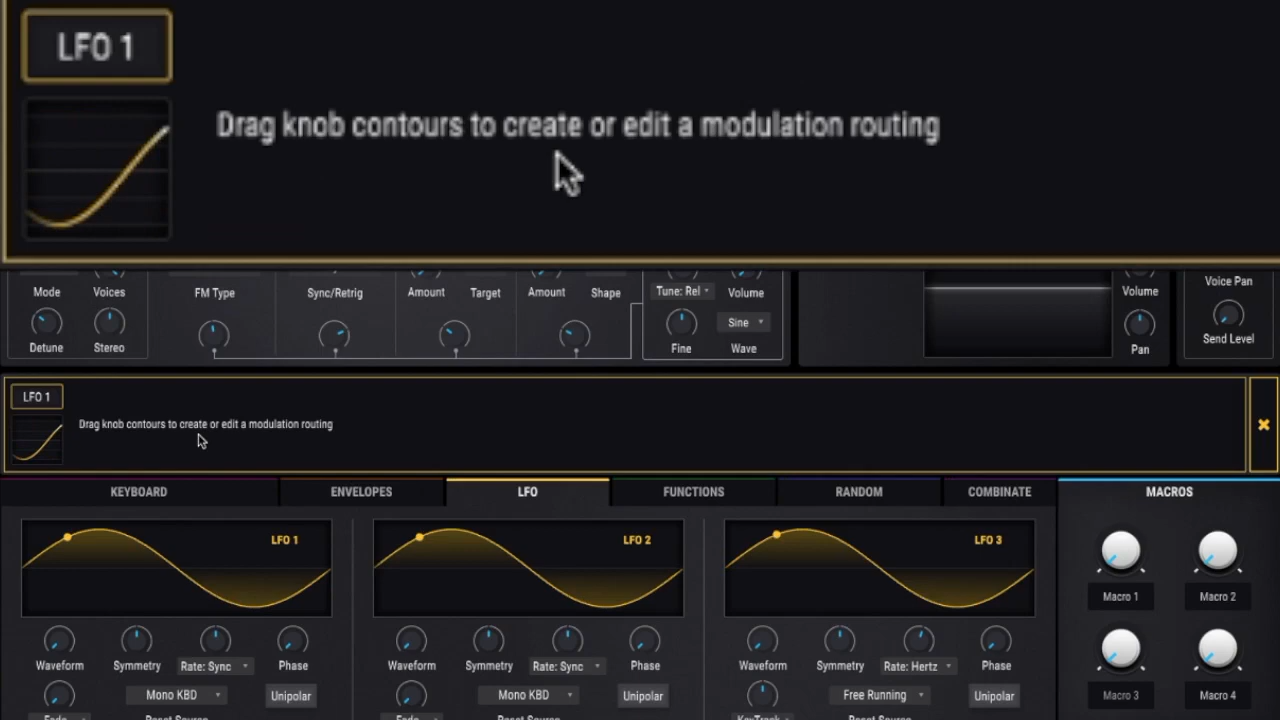 LFO 1
Drag knob contours to create or edit a modulation routing
Mode Voices FM Type Sync/Retrig Amount Target Amount Shape Tune: Rel Volume Volume Voice Pan
Sine Send Level
Detune Stereo Fine Wave Pan
LFO 1
Drag knob contours to create or edit a modulation routing
KEYBOARD ENVELOPES LFO FUNCTIONS RANDOM COMBINATE MACROS
LFO 1 LFO 2 LFO 3
Macro 1 Macro 2
Waveform Symmetry Rate: Sync Phase Waveform Symmetry Rate: Sync Phase Waveform Symmetry Rate: Hertz Phase
Mono KBD Unipolar Mono KBD Unipolar Free Running Unipolar Macro 3 Macro 4